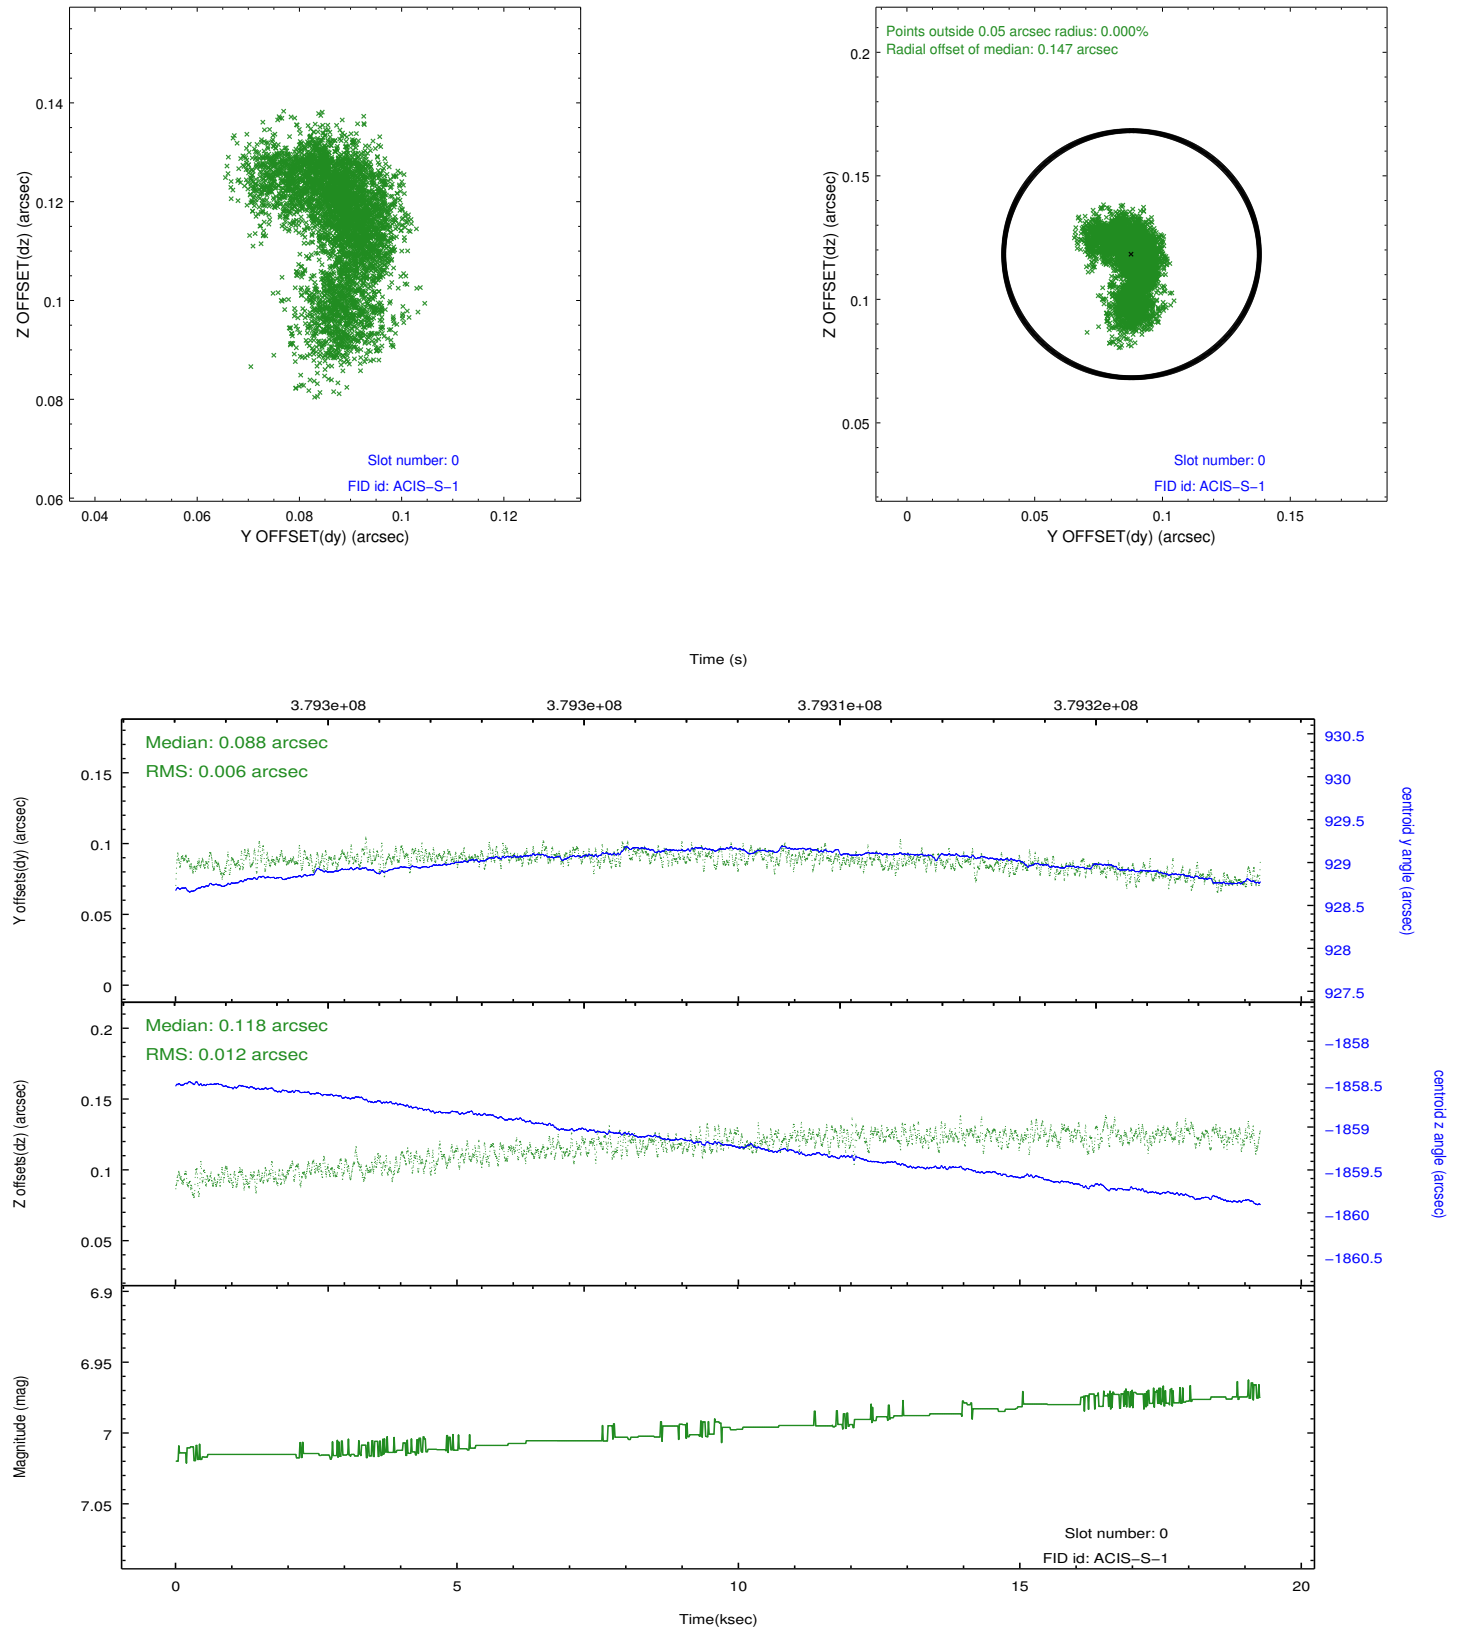 0.14
0.12
0.1
0.08
0.06
Z OFFSET(dz) (arcsec)
Slot number: 0
FID id: ACIS−S−1
0.04 0.06 0.08 0.1 0.12
Y OFFSET(dy) (arcsec)
Points outside 0.05 arcsec radius: 0.000%
Radial offset of median: 0.147 arcsec
0.2
0.15
0.1
0.05
Z OFFSET(dz) (arcsec)
Slot number: 0
FID id: ACIS−S−1
0 0.05 0.1 0.15
Y OFFSET(dy) (arcsec)
Time (s)
3.793e+08 3.793e+08 3.7931e+08 3.7932e+08
Median: 0.088 arcsec
RMS: 0.006 arcsec
0.15
0.1
0.05
0
Y offsets(dy) (arcsec)
930.5
930
929.5
929
928.5
928
927.5
centroid y angle (arcsec)
Median: 0.118 arcsec
RMS: 0.012 arcsec
0.2
0.15
0.1
0.05
Z offsets(dz) (arcsec)
−1858
−1858.5
−1859
−1859.5
−1860
−1860.5
centroid z angle (arcsec)
6.9
6.95
7
7.05
Magnitude (mag)
Slot number: 0
FID id: ACIS−S−1
0 5 10 15 20
Time(ksec)